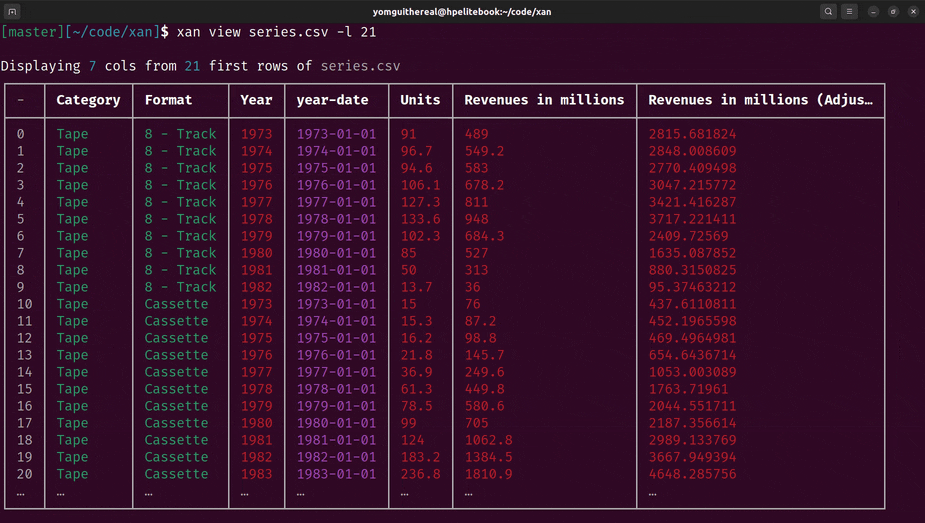 yomguithereal@hpelitebook:~/code/xan
[master][~/code/xan]$ xan view series.csv -l 21
Displaying 7 cols from 21 first rows of series.csv
- Category Format Year year-date Units Revenues in millions Revenues in millions (Adjus…
0 Tape 8 - Track 1973 1973-01-01 91 489 2815.681824
1 Tape 8 - Track 1974 1974-01-01 96.7 549.2 2848.008609
2 Tape 8 - Track 1975 1975-01-01 94.6 583 2770.409498
3 Tape 8 - Track 1976 1976-01-01 106.1 678.2 3047.215772
4 Tape 8 - Track 1977 1977-01-01 127.3 811 3421.416287
5 Tape 8 - Track 1978 1978-01-01 133.6 948 3717.221411
6 Tape 8 - Track 1979 1979-01-01 102.3 684.3 2409.72569
7 Tape 8 - Track 1980 1980-01-01 85 527 1635.087852
8 Tape 8 - Track 1981 1981-01-01 50 313 880.3150825
9 Tape 8 - Track 1982 1982-01-01 13.7 36 95.37463212
10 Tape Cassette 1973 1973-01-01 15 76 437.6110811
11 Tape Cassette 1974 1974-01-01 15.3 87.2 452.1965598
12 Tape Cassette 1975 1975-01-01 16.2 98.8 469.4964981
13 Tape Cassette 1976 1976-01-01 21.8 145.7 654.6436714
14 Tape Cassette 1977 1977-01-01 36.9 249.6 1053.003089
15 Tape Cassette 1978 1978-01-01 61.3 449.8 1763.71961
16 Tape Cassette 1979 1979-01-01 78.5 580.6 2044.551711
17 Tape Cassette 1980 1980-01-01 99 705 2187.356614
18 Tape Cassette 1981 1981-01-01 124 1062.8 2989.133769
19 Tape Cassette 1982 1982-01-01 183.2 1384.5 3667.949394
20 Tape Cassette 1983 1983-01-01 236.8 1810.9 4648.285756
… … … … … … … …